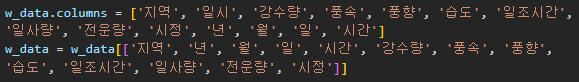 w_data.columns = ['지역', '일시', '강수량', '풍속', '풍향', '습도', '일조시간',
'일사량', '전운량', '시정', '년', '월', '일', '시간']
w_data = w_data[['지역', '년', '월', '일', '시간', '강수량', '풍속', '풍향',
'습도', '일조시간', '일사량', '전운량', '시정']]